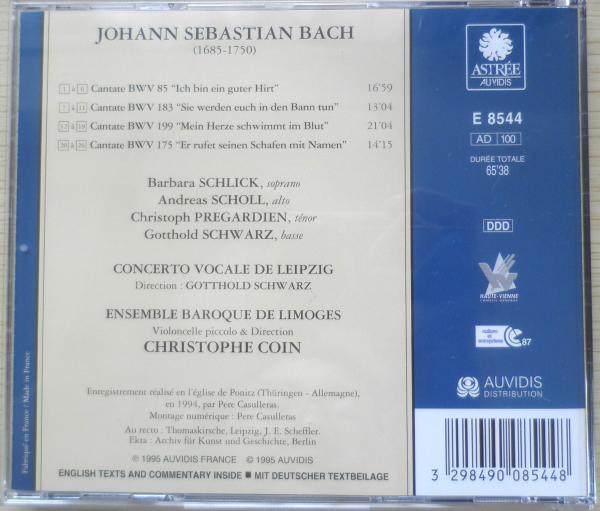 JOHANN SEBASTIAN BACH
(1685-1750)
1 à 6 Cantate BWV 85 “Ich bin ein guter Hirt” 16'59
7 à 11 Cantate BWV 183 “Sie werden euch in den Bann tun” 13'04
12 à 19 Cantate BWV 199 “Mein Herze schwimmt im Blut” 21'04
20 à 26 Cantate BWV 175 “Er rufet seinen Schafen mit Namen” 14'15
Barbara SCHLICK, soprano
Andreas SCHOLL, alto
Christoph PREGARDIEN, ténor
Gotthold SCHWARZ, basse
CONCERTO VOCALE DE LEIPZIG
Direction : GOTTHOLD SCHWARZ
ENSEMBLE BAROQUE DE LIMOGES
Violoncelle piccolo & Direction
CHRISTOPHE COIN
Enregistrement réalisé en l'église de Ponitz (Thüringen - Allemagne),
en 1994, par Pere Casulleras.
Montage numérique : Pere Casulleras
Au recto : Thomaskirche, Leipzig, J. E. Scheffler.
Ekta : Archiv für Kunst und Geschichte, Berlin
℗ 1995 AUVIDIS FRANCE © 1995 AUVIDIS
ENGLISH TEXTS AND COMMENTARY INSIDE ■ MIT DEUTSCHER TEXTBEILAGE
Fabriqué en France / Made in France
ASTRÉE
AUVIDIS
E 8544
AD 100
DURÉE TOTALE
65'38
DDD
HAUTE-VIENNE
CONSEIL GÉNÉRAL
culture et
entreprises
87
AUVIDIS
DISTRIBUTION
3 298490 085448